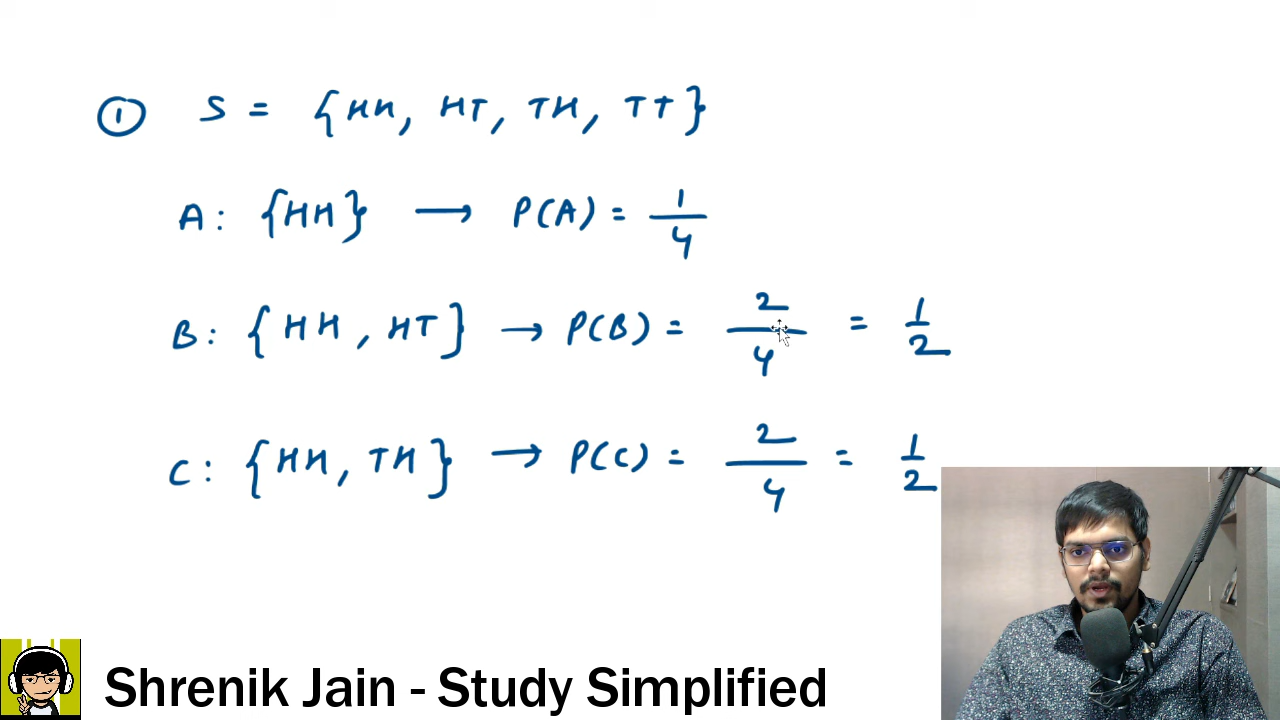 ① S = {HH, HT, TH, TT}
A: {HH} → P(A) = 1/4
B: {HH, HT} → P(B) = 2/4 = 1/2
C: {HH, TH} → P(C) = 2/4 = 1/2
Shrenik Jain - Study Simplified